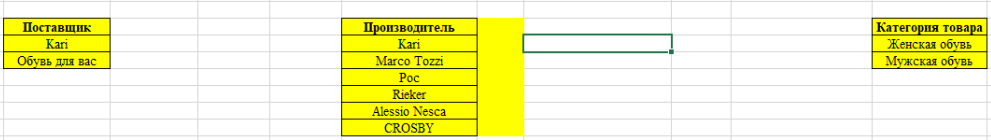 Поставщик
Kari
Обувь для вас
Производитель
Kari
Marco Tozzi
Рос
Rieker
Alessio Nesca
CROSBY
Категория товара
Женская обувь
Мужская обувь